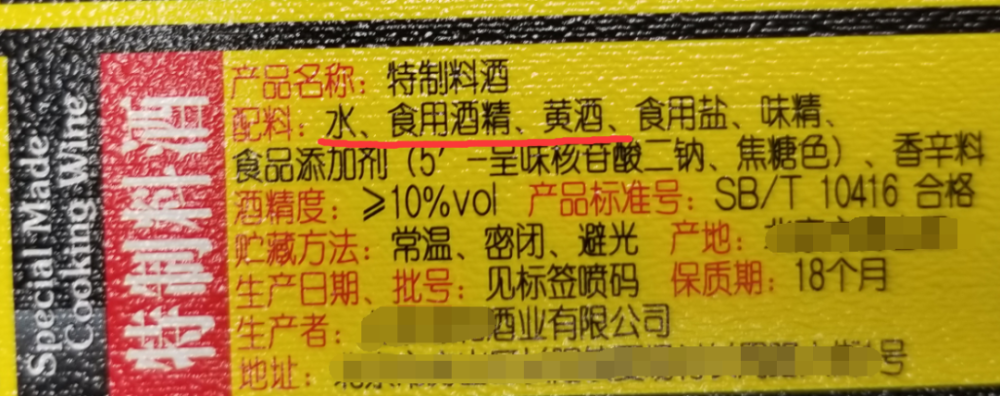 Special Made
Cooking Wine
特制料酒
产品名称：特制料酒
配料：水、食用酒精、黄酒、食用盐、味精、
食品添加剂（5′-呈味核苷酸二钠、焦糖色）、香辛料
酒精度：≥10%vol 产品标准号：SB/T 10416 合格
贮藏方法：常温、密闭、避光 产地：
生产日期、批号：见标签喷码 保质期：18个月
生产者：酒业有限公司
地址：号